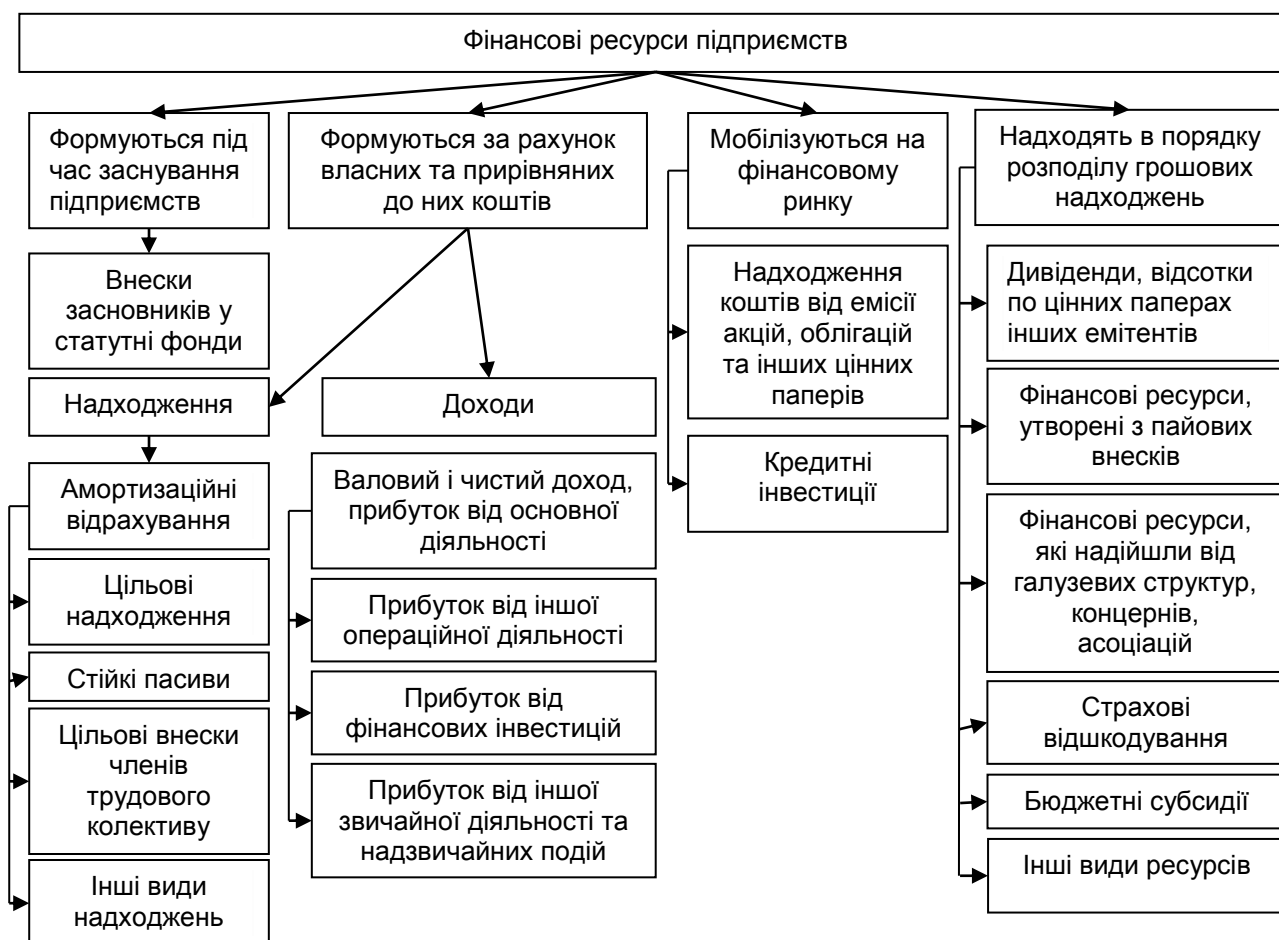 Фінансові ресурси підприємств
Формуються під
час заснування
підприємств
Формуються за рахунок
власних та прирівняних
до них коштів
Мобілізуються на
фінансовому
ринку
Надходять в порядку
розподілу грошових
надходжень
Внески
засновників у
статутні фонди
Надходження
Амортизаційні
відрахування
Цільові
надходження
Стійкі пасиви
Цільові внески
членів
трудового
колективу
Інші види
надходжень
Доходи
Валовий і чистий доход,
прибуток від основної
діяльності
Прибуток від іншої
операційної діяльності
Прибуток від
фінансових інвестицій
Прибуток від іншої
звичайної діяльності та
надзвичайних подій
Надходження
коштів від емісії
акцій, облігацій
та інших цінних
паперів
Кредитні
інвестиції
Дивіденди, відсотки
по цінних паперах
інших емітентів
Фінансові ресурси,
утворені з пайових
внесків
Фінансові ресурси,
які надійшли від
галузевих структур,
концернів,
асоціацій
Страхові
відшкодування
Бюджетні субсидії
Інші види ресурсів